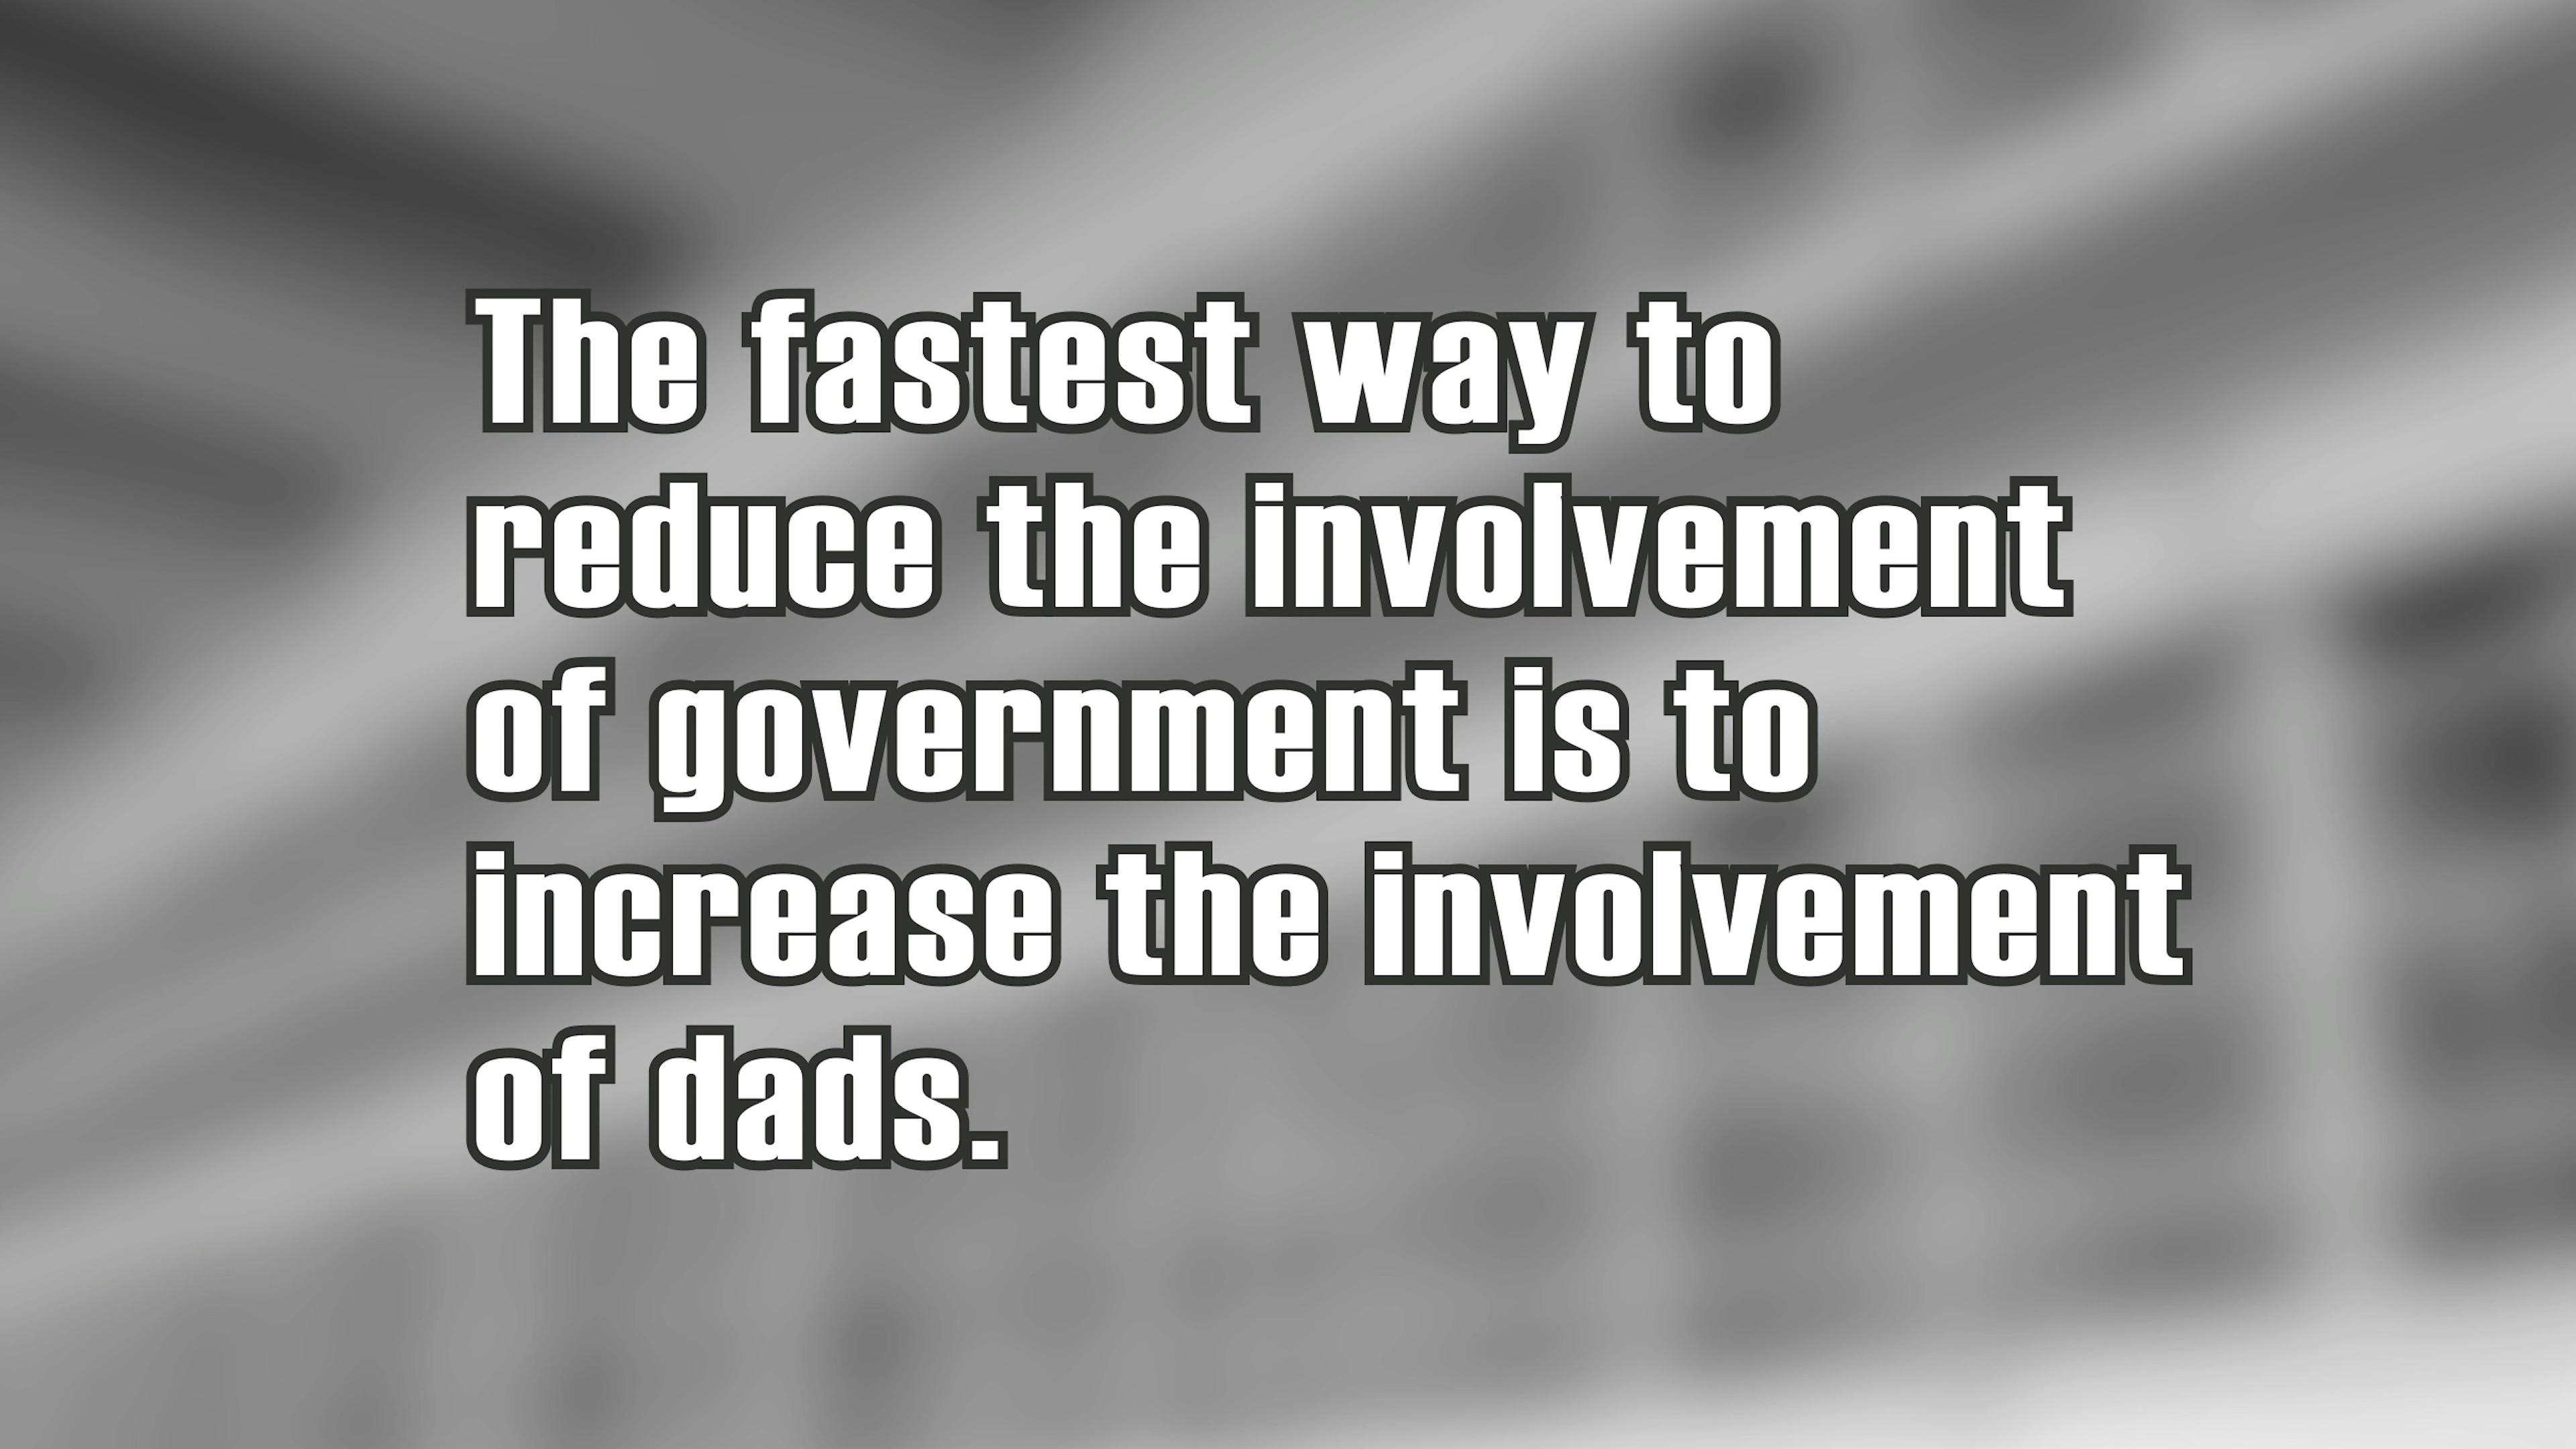 The fastest way to
reduce the involvement
of government is to
increase the involvement
of dads.